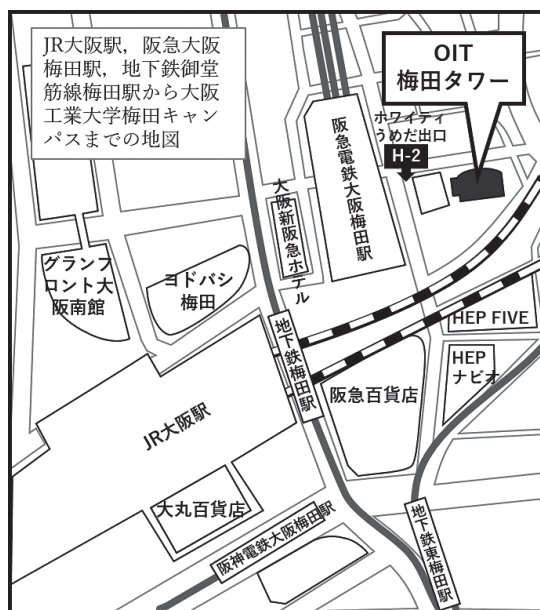 JR大阪駅，阪急大阪
梅田駅，地下鉄御堂
筋線梅田駅から大阪
工業大学梅田キャン
パスまでの地図
OIT
梅田タワー
ホワイティ
うめだ出口
H-2
阪急電鉄大阪梅田駅
大阪新阪急ホテル
グランフ
ロント大
阪南館
ヨドバシ
梅田
地下鉄梅田駅
HEP FIVE
HEP
ナビオ
阪急百貨店
JR大阪駅
大丸百貨店
阪神電鉄大阪梅田駅
地下鉄東梅田駅